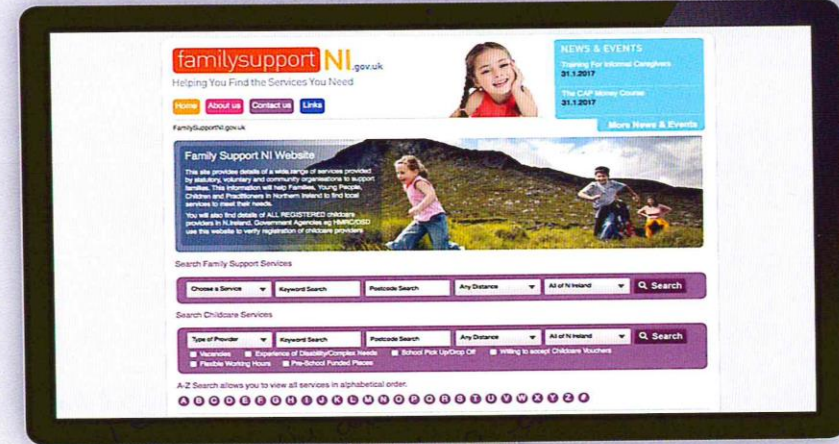 familysupport NI.gov.uk
Helping You Find the Services You Need
Home About us Contact us Links
FamilySupportNI.gov.uk
NEWS & EVENTS
Training For Informal Caregivers
31.1.2017
The CAP Money Course
31.1.2017
More News & Events
Family Support NI Website
This site provides details of a wide range of services provided
by statutory, voluntary and community organisations to support
families. This information will help Families, Young People,
Children and Practitioners in Northern Ireland to find local
services to meet their needs.
You will also find details of ALL REGISTERED childcare
providers in N.Ireland. Government Agencies eg HMRC/DSD
use this website to verify registration of childcare providers
Search Family Support Services
Choose a Service Keyword Search Postcode Search Any Distance All of N Ireland Search
Search Childcare Services
Type of Provider Keyword Search Postcode Search Any Distance All of N Ireland Search
Vacancies Experience of Disability/Complex Needs School Pick Up/Drop Off Willing to accept Childcare Vouchers
Flexible Working Hours Pre-School Funded Places
A-Z Search allows you to view all services in alphabetical order.
A B C D E F G H I J K L M N O P Q R S T U V W X Y Z #